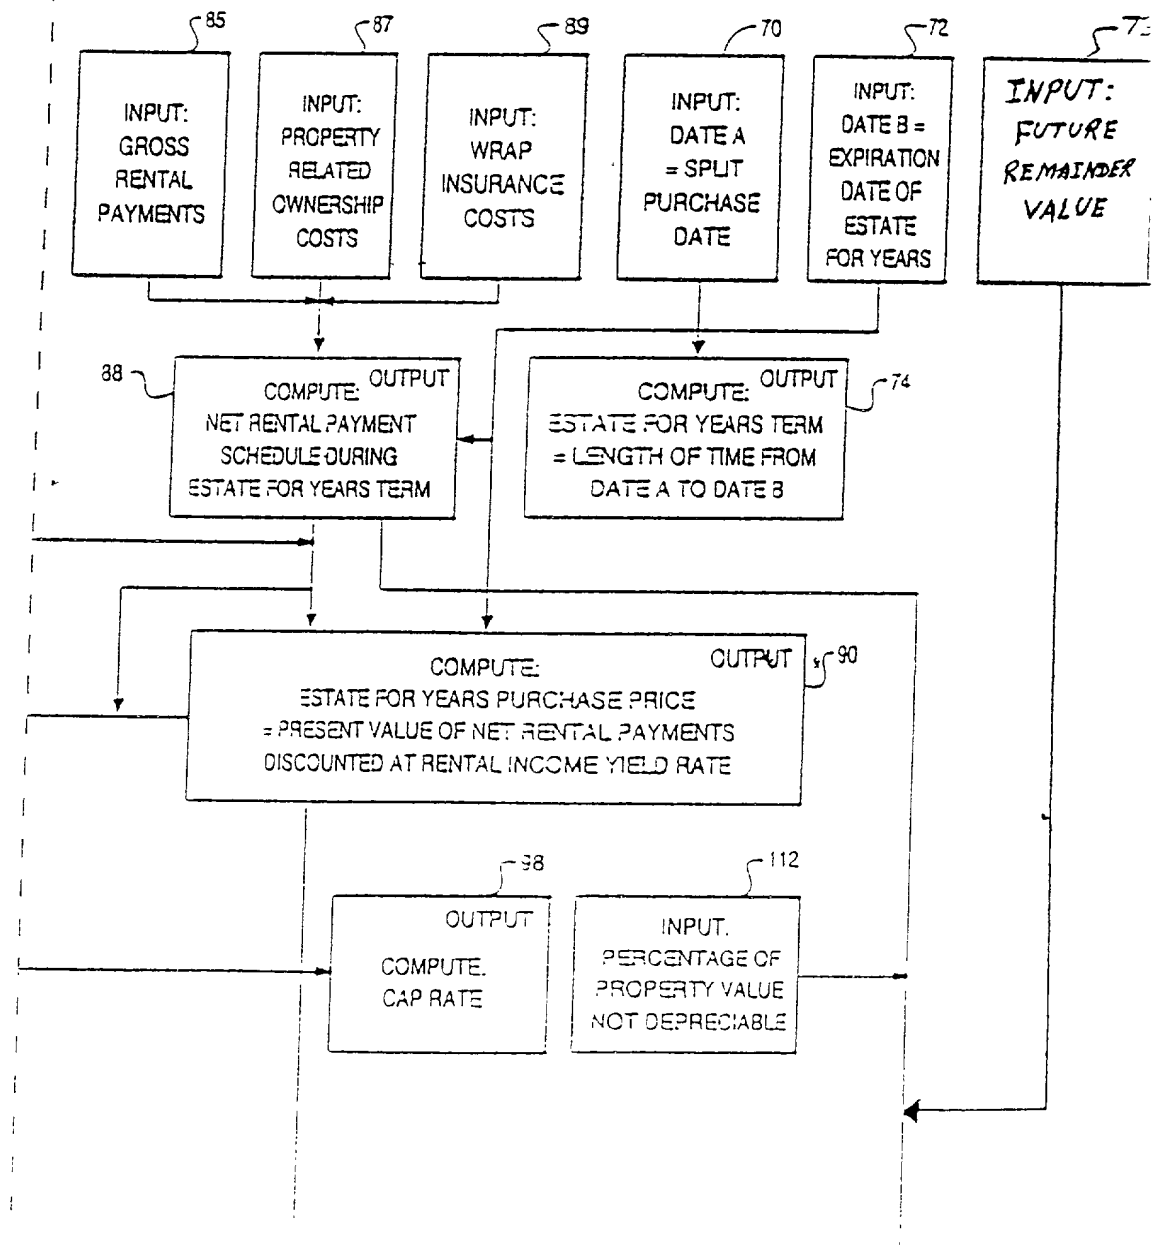 85
87
89
70
72
INPUT:
GROSS
RENTAL
PAYMENTS
INPUT:
PROPERTY
RELATED
OWNERSHIP
COSTS
INPUT:
WRAP
INSURANCE
COSTS
INPUT:
DATE A
= SPLIT
PURCHASE
DATE
INPUT:
DATE B =
EXPIRATION
DATE OF
ESTATE
FOR YEARS
INPUT:
FUTURE
REMAINDER
VALUE
88
OUTPUT
COMPUTE:
NET RENTAL PAYMENT
SCHEDULE DURING
ESTATE FOR YEARS TERM
OUTPUT
74
COMPUTE:
ESTATE FOR YEARS TERM
= LENGTH OF TIME FROM
DATE A TO DATE B
OUTPUT
90
COMPUTE:
ESTATE FOR YEARS PURCHASE PRICE
= PRESENT VALUE OF NET RENTAL PAYMENTS
DISCOUNTED AT RENTAL INCOME YIELD RATE
98
OUTPUT
COMPUTE.
CAP RATE
112
INPUT.
PERCENTAGE OF
PROPERTY VALUE
NOT DEPRECIABLE